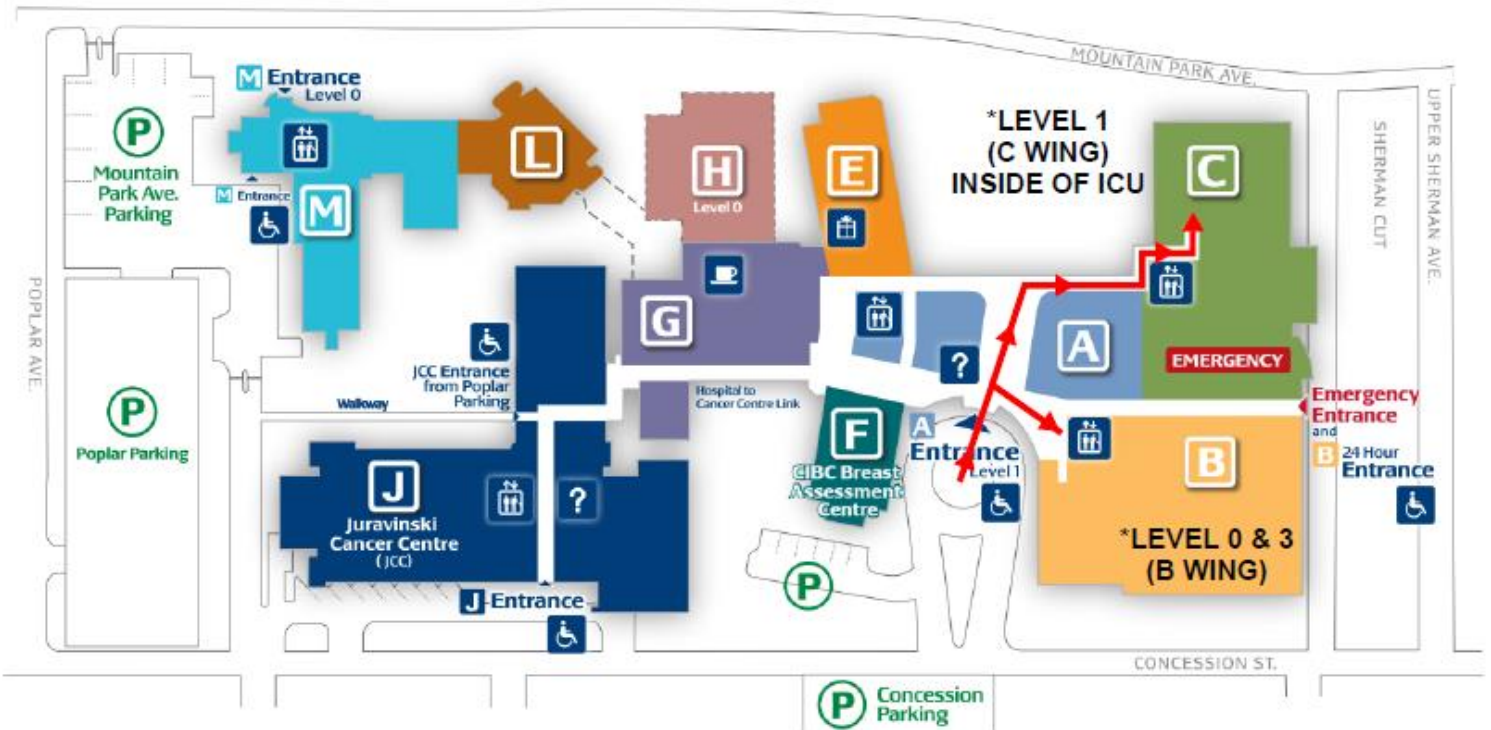 MOUNTAIN PARK AVE.
M Entrance
Level 0
P
Mountain
Park Ave.
Parking
M Entrance
M
L
H
Level 0
E
*LEVEL 1
(C WING)
INSIDE OF ICU
C
SHERMAN CUT
UPPER SHERMAN AVE.
POPLAR AVE.
G
A
?
EMERGENCY
JCC Entrance
from Poplar
Parking
Walkway
Hospital to
Cancer Centre Link
P
Poplar Parking
F
CIBC Breast
Assessment
Centre
A
Entrance
Level 1
B
Emergency
Entrance
and
B 24 Hour
Entrance
J
Juravinski
Cancer Centre
(JCC)
?
*LEVEL 0 & 3
(B WING)
J Entrance
P
CONCESSION ST.
P Concession
Parking